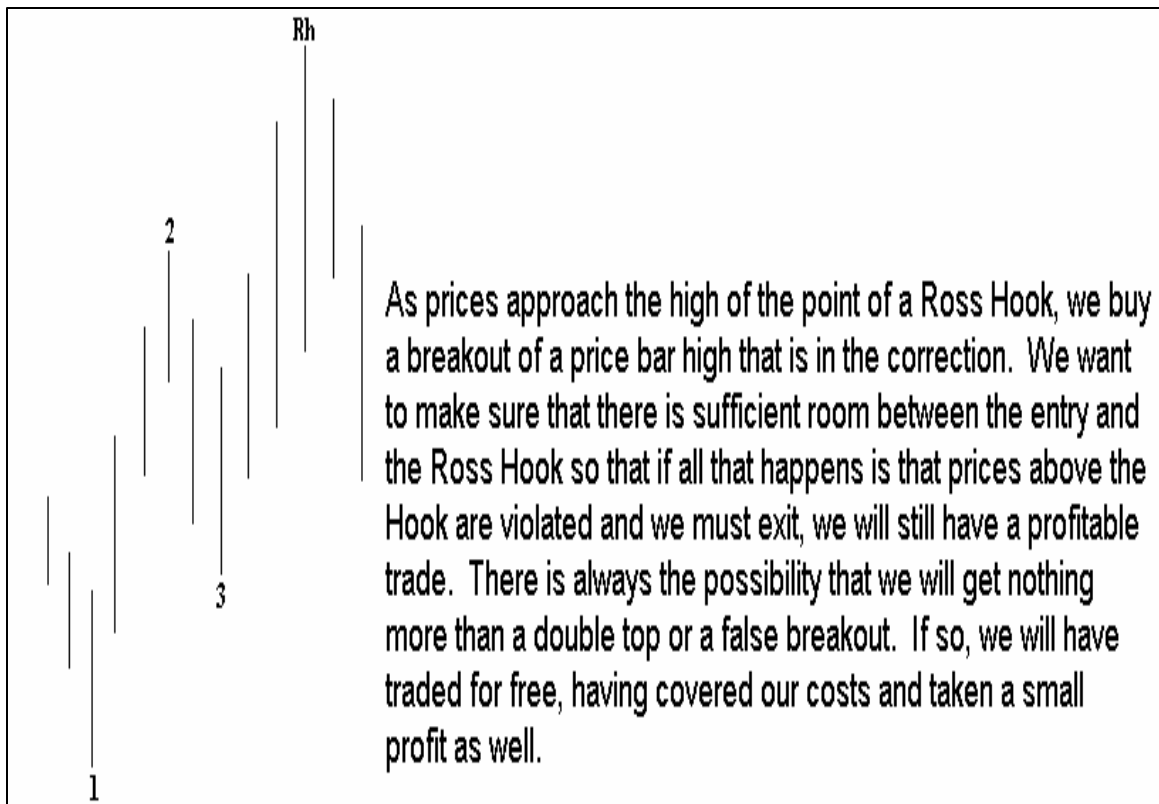 Rh
2
As prices approach the high of the point of a Ross Hook, we buy
a breakout of a price bar high that is in the correction.  We want
to make sure that there is sufficient room between the entry and
the Ross Hook so that if all that happens is that prices above the
Hook are violated and we must exit, we will still have a profitable
trade.  There is always the possibility that we will get nothing
more than a double top or a false breakout.  If so, we will have
traded for free, having covered our costs and taken a small
profit as well.
3
1